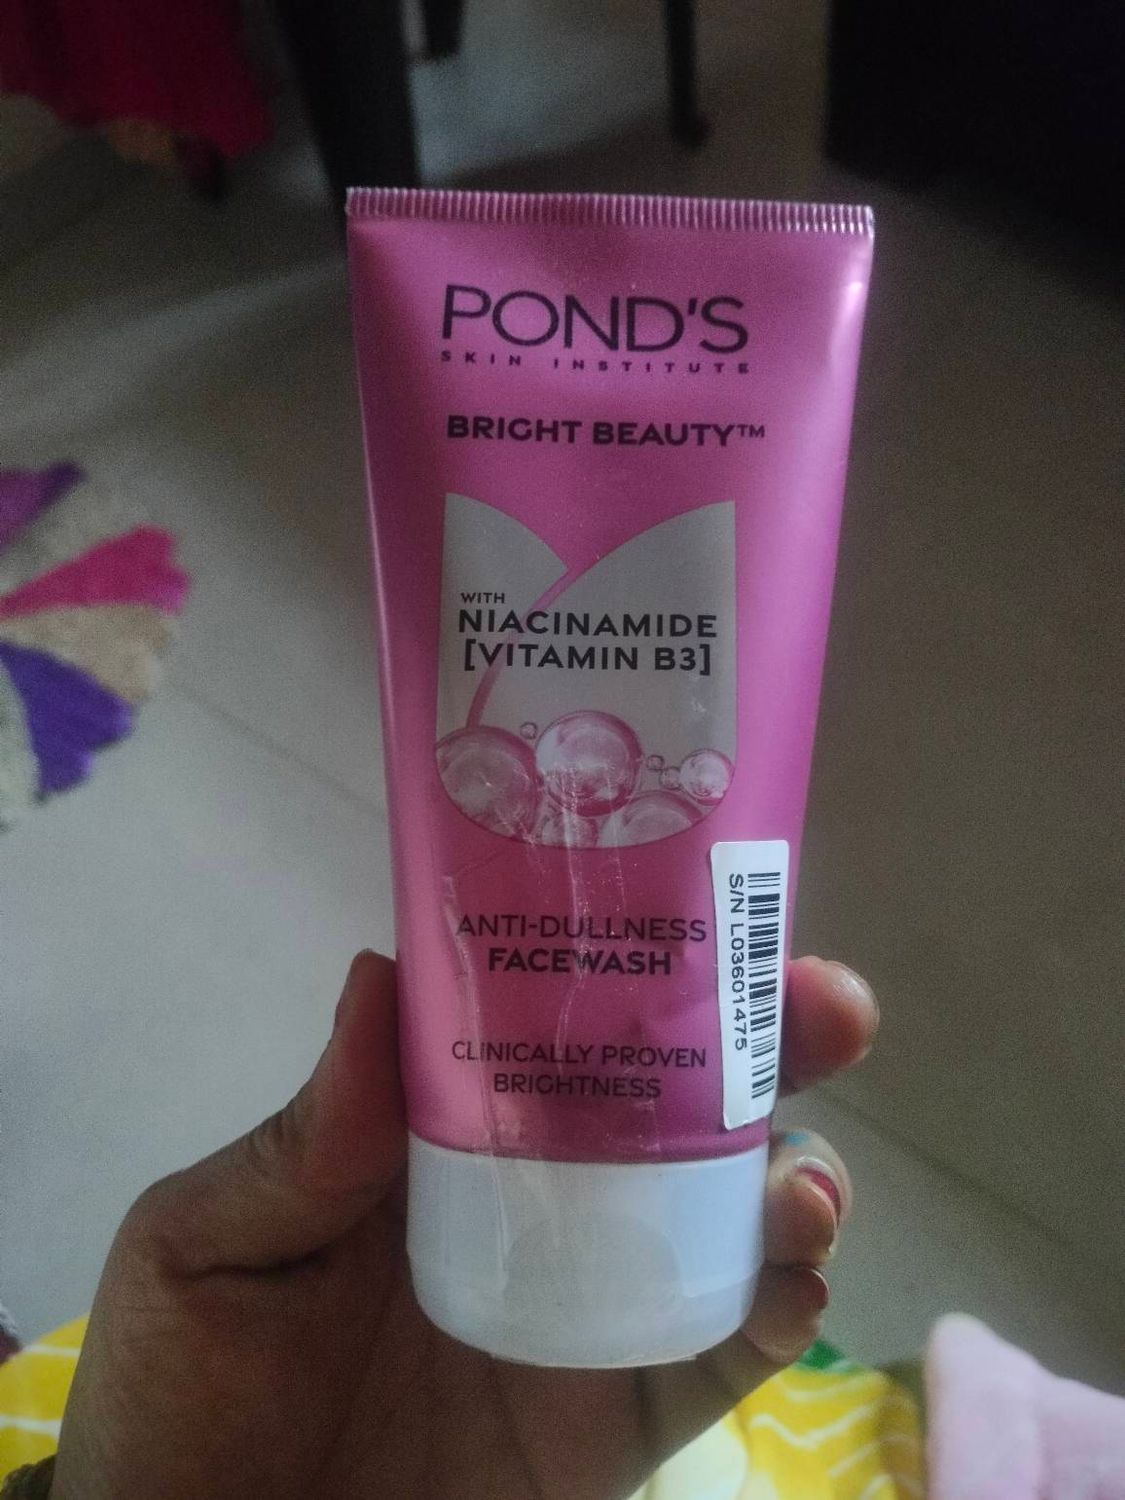 POND'S
SKIN INSTITUTE
BRIGHT BEAUTY™
WITH
NIACINAMIDE
[VITAMIN B3]
ANTI-DULLNESS
FACEWASH
CLINICALLY PROVEN
BRIGHTNESS
S/N L03601475